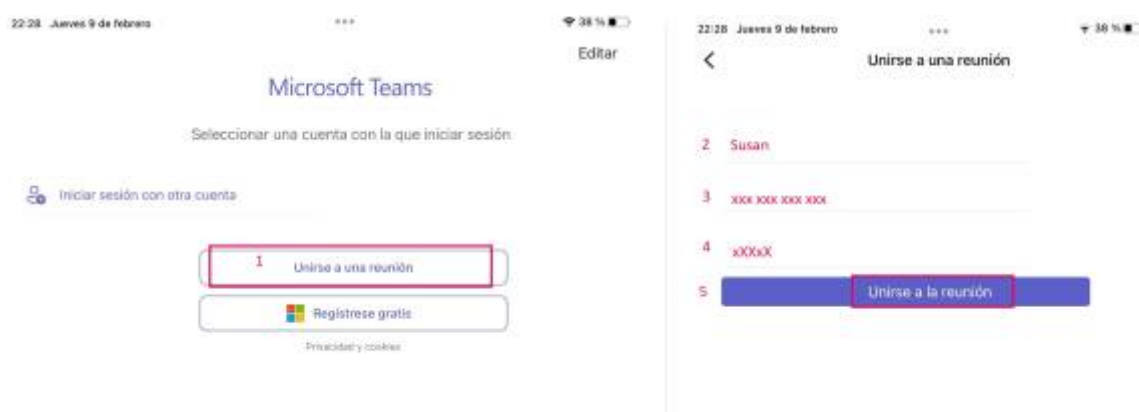 22:28 Jueves 9 de febrero
38 %
Editar
Microsoft Teams
Seleccionar una cuenta con la que iniciar sesión
Iniciar sesión con otra cuenta
1 Unirse a una reunión
Regístrese gratis
Privacidad y cookies
22:28 Jueves 9 de febrero
38 %
Unirse a una reunión
2 Susan
3 xxx xxx xxx xxx
4 xXXxX
5 Unirse a la reunión